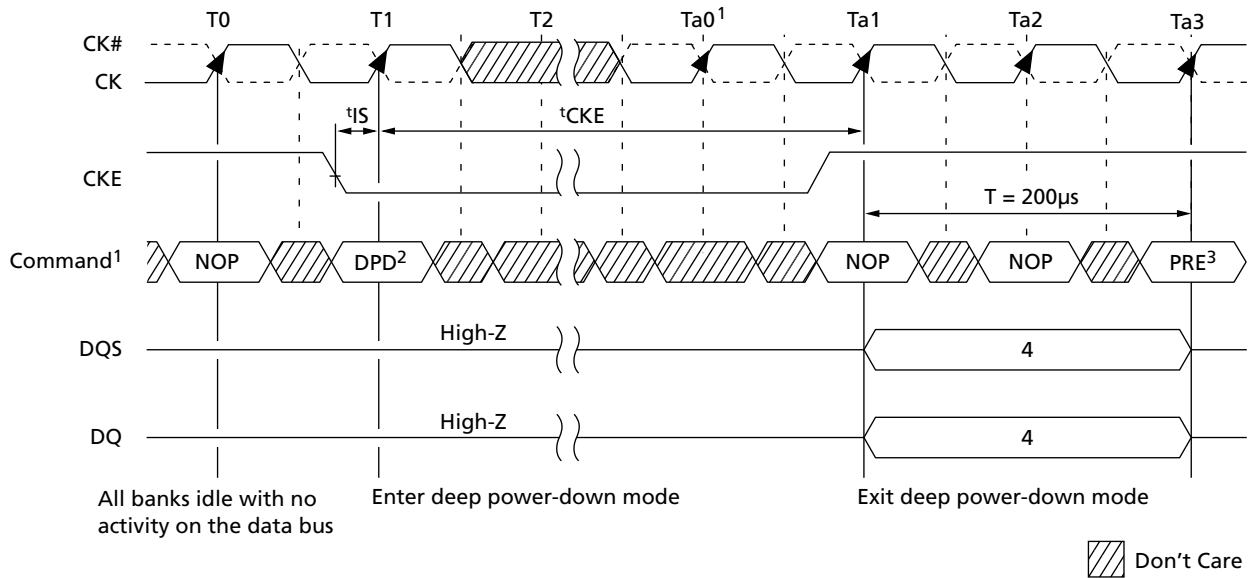 T0 T1 T2 Ta0¹ Ta1 Ta2 Ta3
CK#
CK
tIS tCKE
CKE
T = 200µs
Command¹ NOP DPD² NOP NOP PRE³
High-Z
DQS 4
High-Z
DQ 4
All banks idle with no
activity on the data bus
Enter deep power-down mode
Exit deep power-down mode
Don't Care